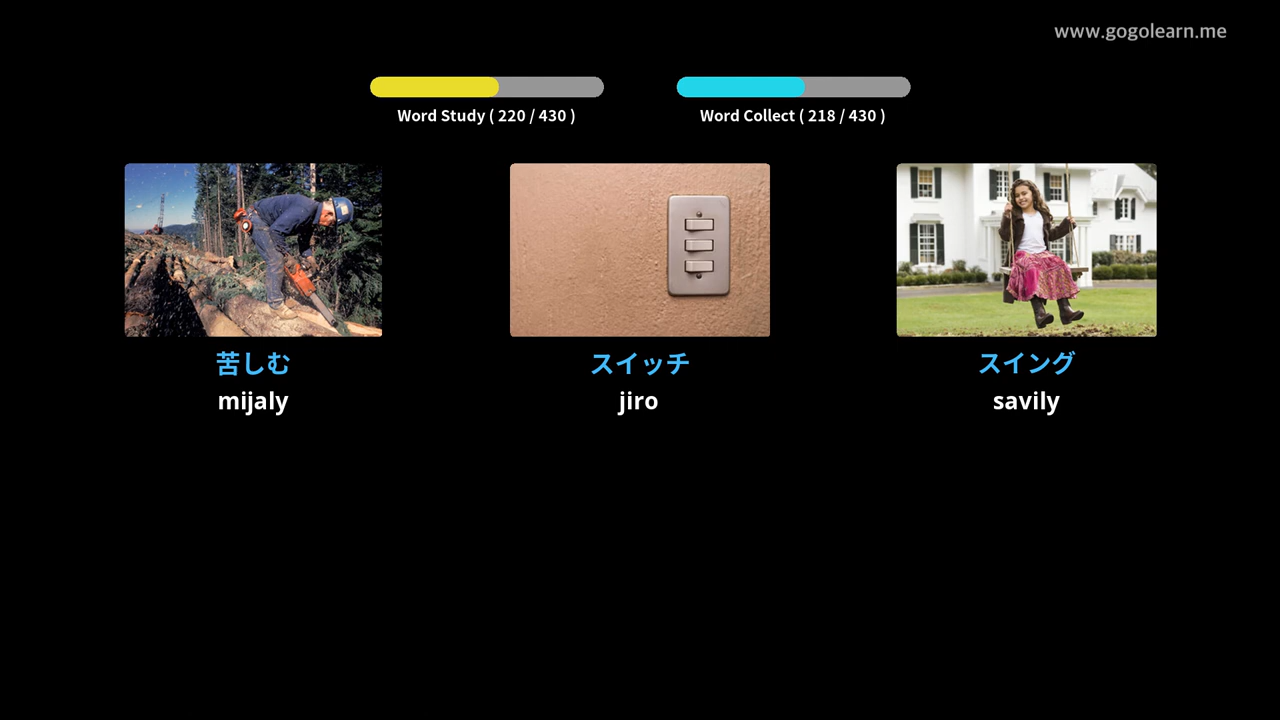 www.gogolearn.me
Word Study ( 220 / 430 )
Word Collect ( 218 / 430 )
苦しむ
スイッチ
スイング
mijaly
jiro
savily